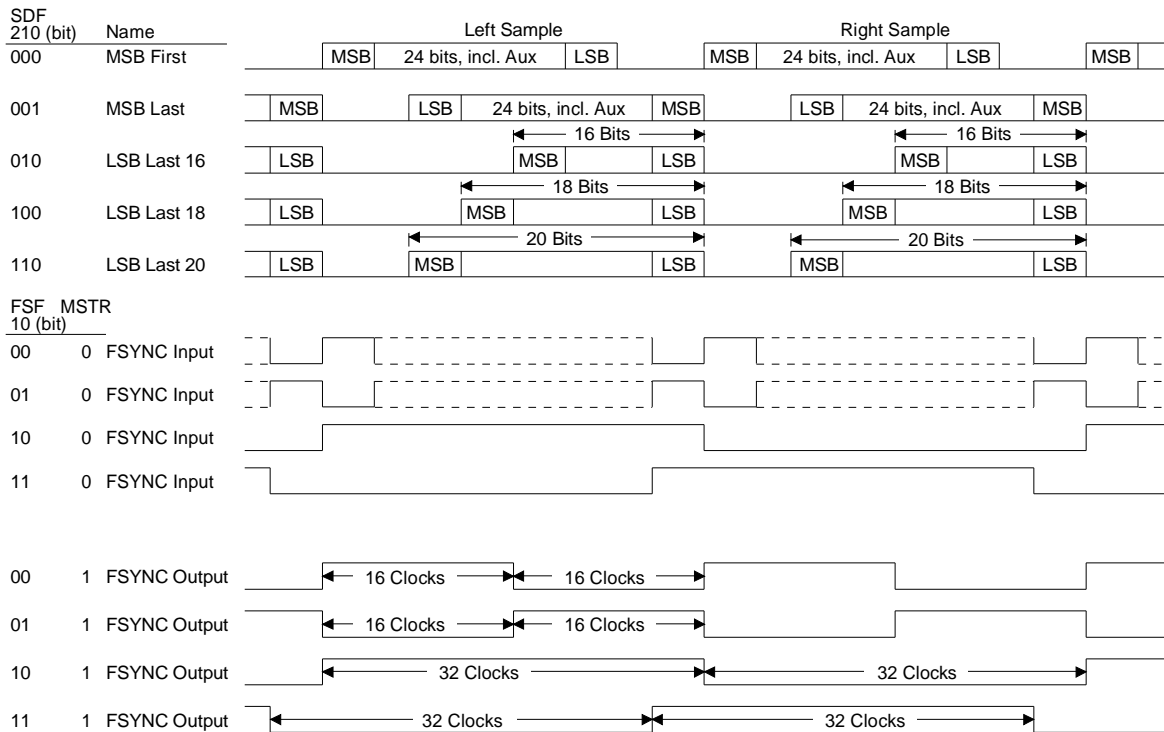 SDF
210 (bit) Name Left Sample Right Sample
000 MSB First MSB 24 bits, incl. Aux LSB MSB 24 bits, incl. Aux LSB MSB
001 MSB Last MSB LSB 24 bits, incl. Aux MSB LSB 24 bits, incl. Aux MSB
16 Bits 16 Bits
010 LSB Last 16 LSB MSB LSB MSB LSB
18 Bits 18 Bits
100 LSB Last 18 LSB MSB LSB MSB LSB
20 Bits 20 Bits
110 LSB Last 20 LSB MSB LSB MSB LSB
FSF MSTR
10 (bit)
00 0 FSYNC Input
01 0 FSYNC Input
10 0 FSYNC Input
11 0 FSYNC Input
00 1 FSYNC Output 16 Clocks 16 Clocks
01 1 FSYNC Output 16 Clocks 16 Clocks
10 1 FSYNC Output 32 Clocks 32 Clocks
11 1 FSYNC Output 32 Clocks 32 Clocks